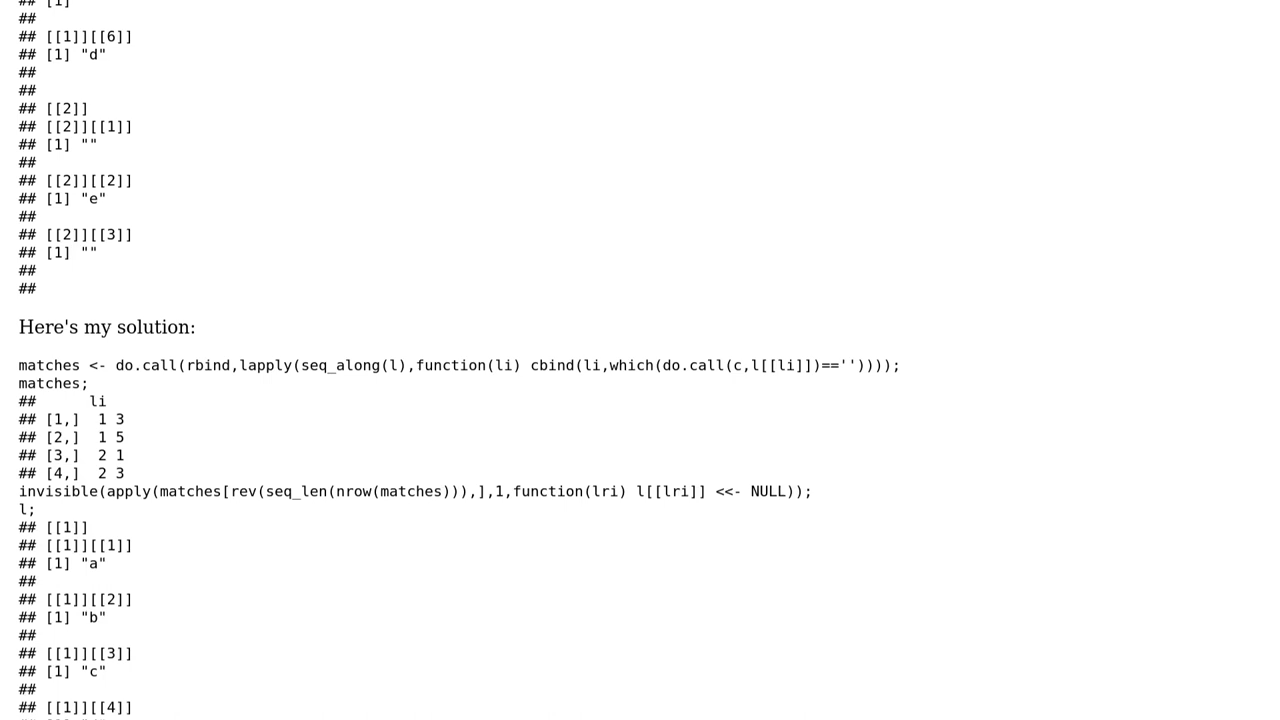 ## [1]
##
## [[1]][[6]]
## [1] "d"
##
##
## [[2]]
## [[2]][[1]]
## [1] ""
##
## [[2]][[2]]
## [1] "e"
##
## [[2]][[3]]
## [1] ""
##
##
Here's my solution:
matches <- do.call(rbind,lapply(seq_along(l),function(li) cbind(li,which(do.call(c,l[[li]])==''))));
matches;
##      li
## [1,]  1 3
## [2,]  1 5
## [3,]  2 1
## [4,]  2 3
invisible(apply(matches[rev(seq_len(nrow(matches))),],1,function(lri) l[[lri]] <<- NULL));
l;
## [[1]]
## [[1]][[1]]
## [1] "a"
##
## [[1]][[2]]
## [1] "b"
##
## [[1]][[3]]
## [1] "c"
##
## [[1]][[4]]